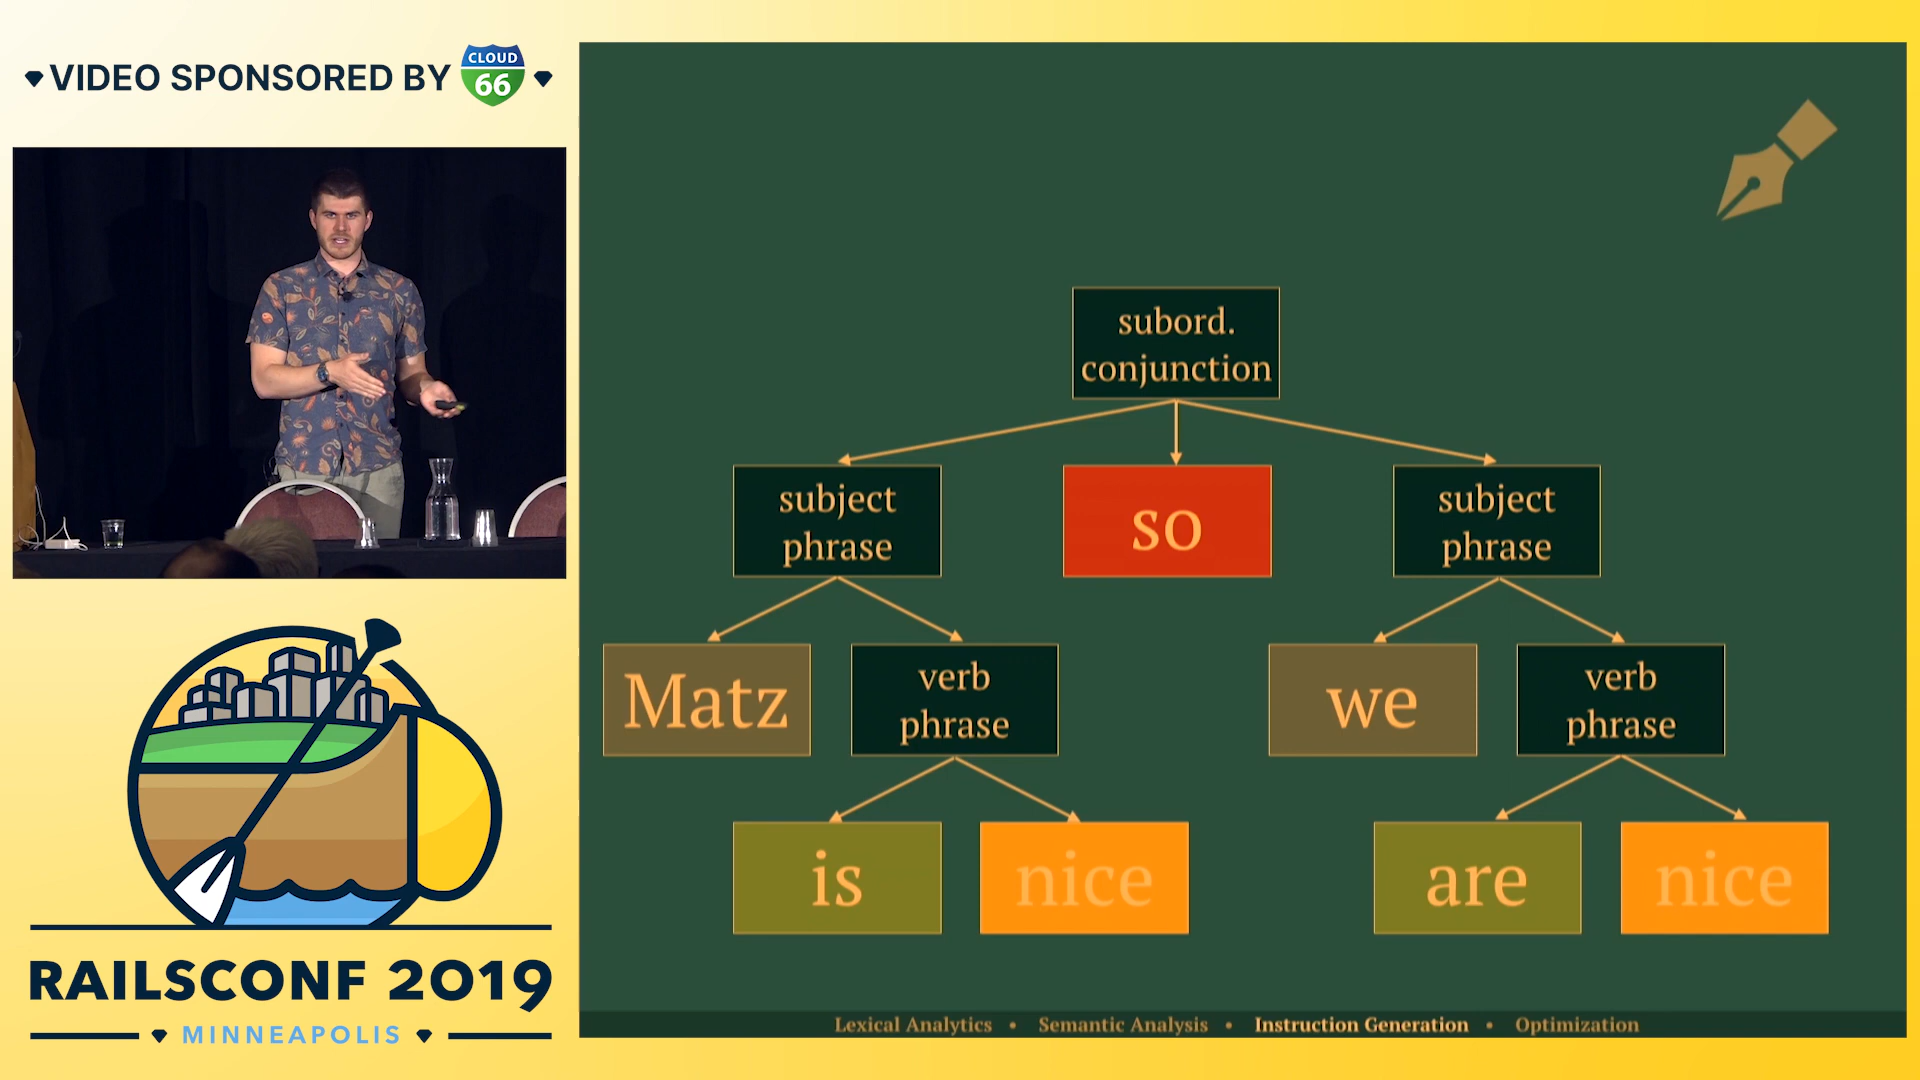 VIDEO SPONSORED BY CLOUD 66
RAILSCONF 2019
MINNEAPOLIS
subord.
conjunction
subject
phrase
so
subject
phrase
Matz
verb
phrase
we
verb
phrase
is
nice
are
nice
Lexical Analytics • Semantic Analysis • Instruction Generation • Optimization